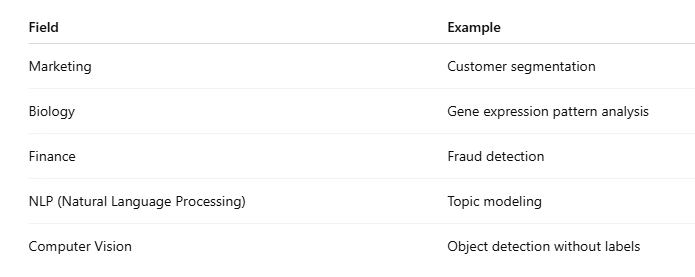 Field Example
Marketing Customer segmentation
Biology Gene expression pattern analysis
Finance Fraud detection
NLP (Natural Language Processing) Topic modeling
Computer Vision Object detection without labels